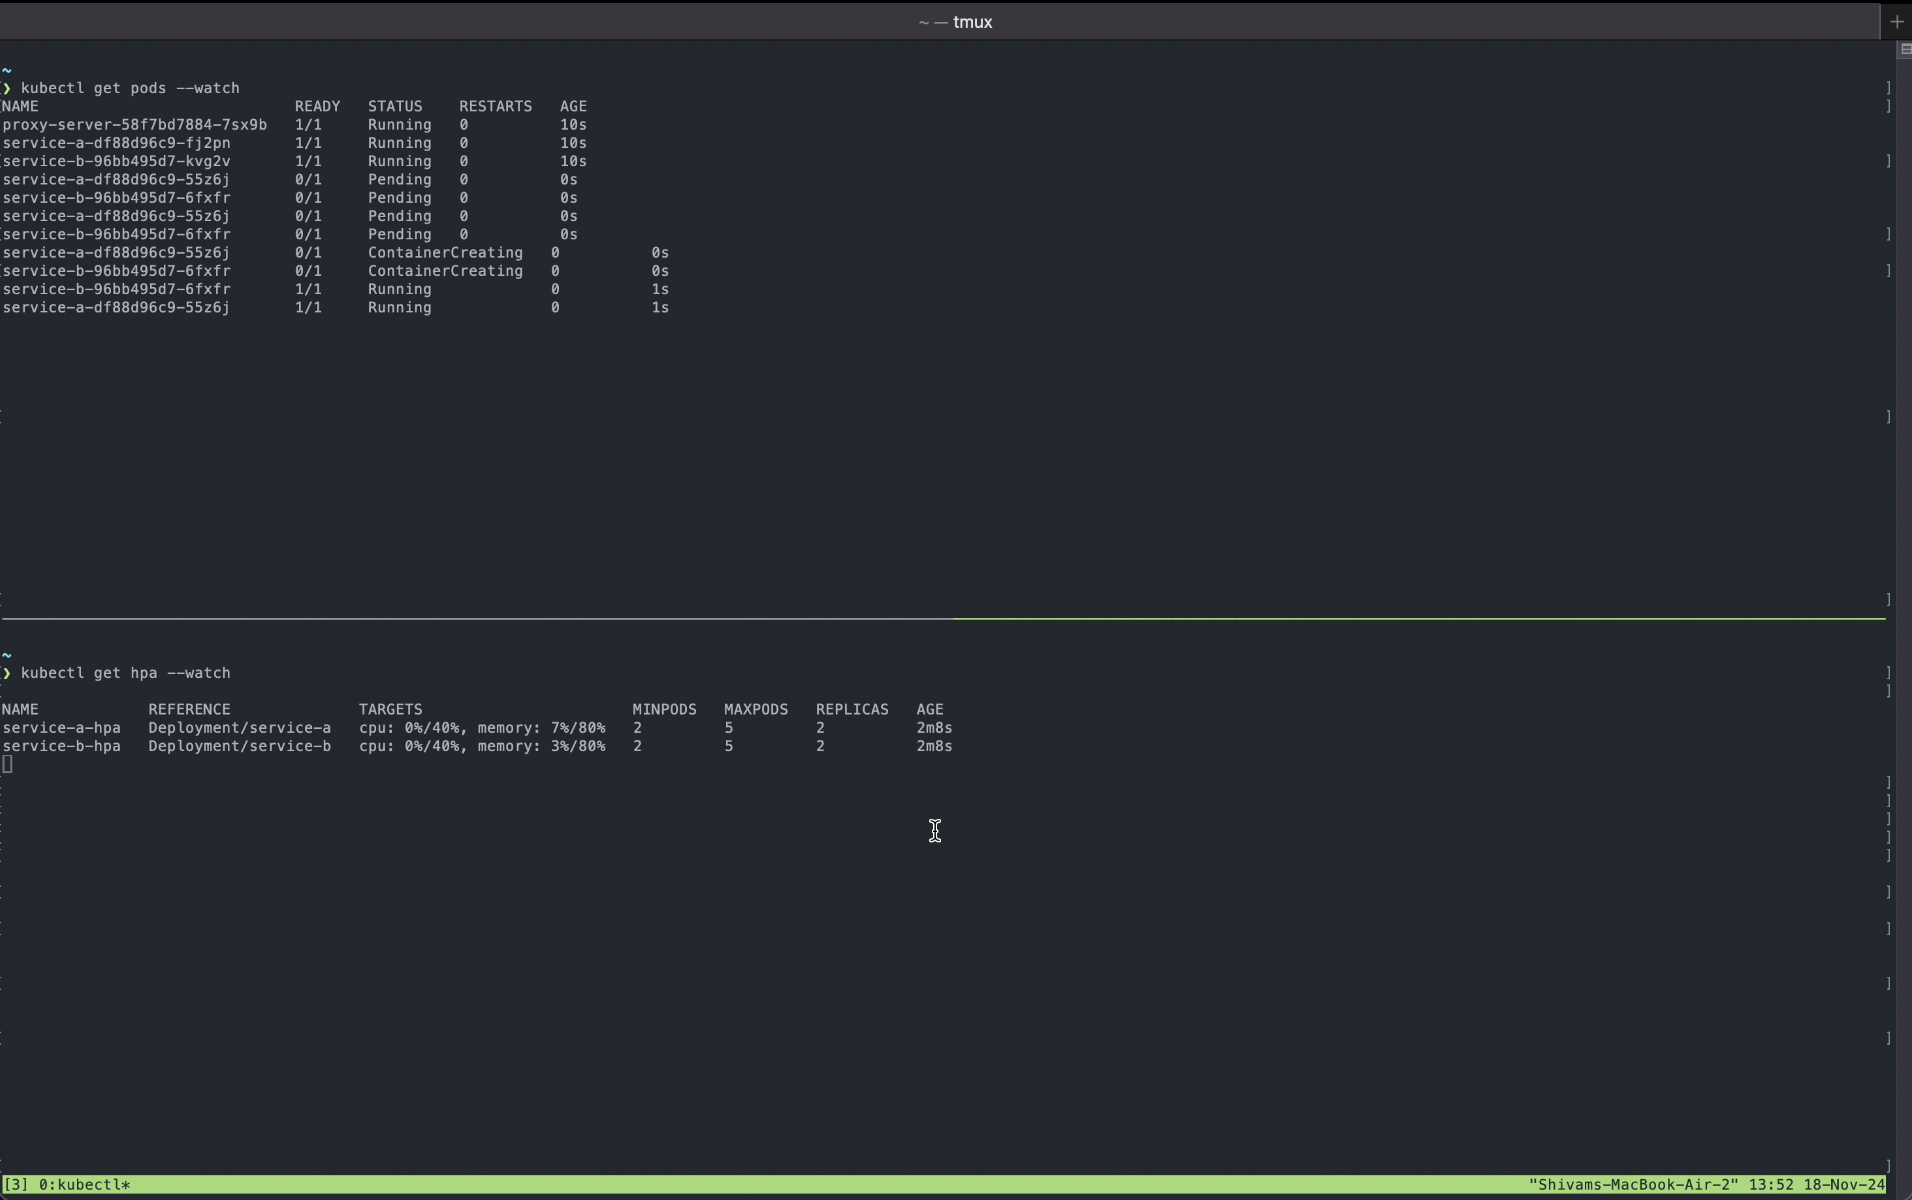 ~ — tmux
+
~
❯ kubectl get pods --watch
NAME READY STATUS RESTARTS AGE
proxy-server-58f7bd7884-7sx9b 1/1 Running 0 10s
service-a-df88d96c9-fj2pn 1/1 Running 0 10s
service-b-96bb495d7-kvg2v 1/1 Running 0 10s
service-a-df88d96c9-55z6j 0/1 Pending 0 0s
service-b-96bb495d7-6fxfr 0/1 Pending 0 0s
service-a-df88d96c9-55z6j 0/1 Pending 0 0s
service-b-96bb495d7-6fxfr 0/1 Pending 0 0s
service-a-df88d96c9-55z6j 0/1 ContainerCreating 0 0s
service-b-96bb495d7-6fxfr 0/1 ContainerCreating 0 0s
service-b-96bb495d7-6fxfr 1/1 Running 0 1s
service-a-df88d96c9-55z6j 1/1 Running 0 1s
~
❯ kubectl get hpa --watch
NAME REFERENCE TARGETS MINPODS MAXPODS REPLICAS AGE
service-a-hpa Deployment/service-a cpu: 0%/40%, memory: 7%/80% 2 5 2 2m8s
service-b-hpa Deployment/service-b cpu: 0%/40%, memory: 3%/80% 2 5 2 2m8s
[3] 0:kubectl* "Shivams-MacBook-Air-2" 13:52 18-Nov-24